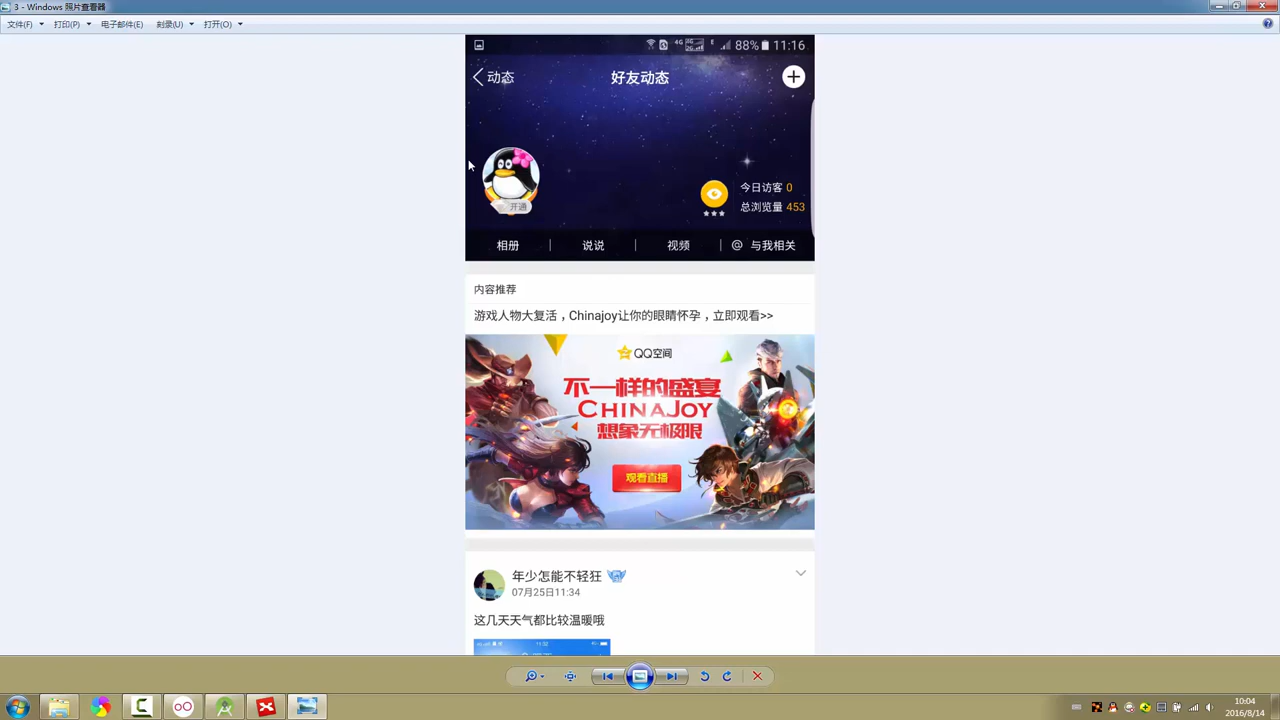 3 - Windows 照片查看器
文件(F) 打印(P) 电子邮件(E) 刻录(U) 打开(O)
4G 88% 11:16
动态 好友动态
开通
今日访客 0
总浏览量 453
相册 说说 视频 @ 与我相关
内容推荐
游戏人物大复活，Chinajoy让你的眼睛怀孕，立即观看>>
QQ空间
不一样的盛宴
CHINAJOY
想象无极限
观看直播
年少怎能不轻狂
07月25日11:34
这几天天气都比较温暖哦
10:04
2016/8/14